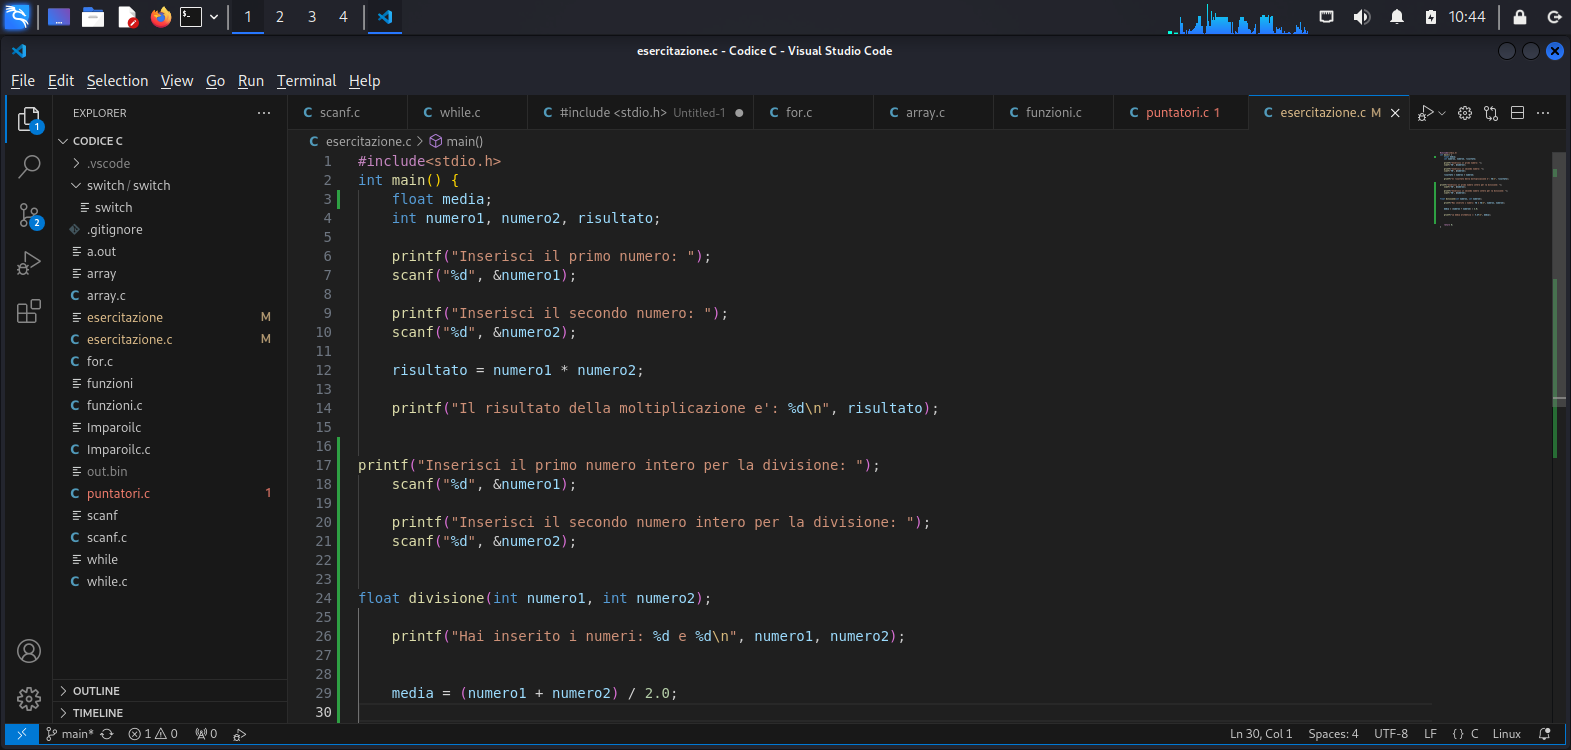 1 2 3 4 10:44
esercitazione.c - Codice C - Visual Studio Code
File Edit Selection View Go Run Terminal Help
EXPLORER
C scanf.c C while.c C #include <stdio.h> Untitled-1 C for.c C array.c C funzioni.c C puntatori.c 1 C esercitazione.c M
C esercitazione.c > main()
1
CODICE C
.vscode
switch / switch
switch
.gitignore
a.out
array
C array.c
esercitazione M
C esercitazione.c M
C for.c
funzioni
C funzioni.c
Imparoilc
C Imparoilc.c
out.bin
C puntatori.c 1
scanf
C scanf.c
while
C while.c
2
OUTLINE
TIMELINE
1 #include<stdio.h>
2 int main() {
3 float media;
4 int numero1, numero2, risultato;
5
6 printf("Inserisci il primo numero: ");
7 scanf("%d", &numero1);
8
9 printf("Inserisci il secondo numero: ");
10 scanf("%d", &numero2);
11
12 risultato = numero1 * numero2;
13
14 printf("Il risultato della moltiplicazione e': %d\n", risultato);
15
16
17 printf("Inserisci il primo numero intero per la divisione: ");
18 scanf("%d", &numero1);
19
20 printf("Inserisci il secondo numero intero per la divisione: ");
21 scanf("%d", &numero2);
22
23
24 float divisione(int numero1, int numero2);
25
26 printf("Hai inserito i numeri: %d e %d\n", numero1, numero2);
27
28
29 media = (numero1 + numero2) / 2.0;
30
main* 1 0 0 Ln 30, Col 1 Spaces: 4 UTF-8 LF { } C Linux